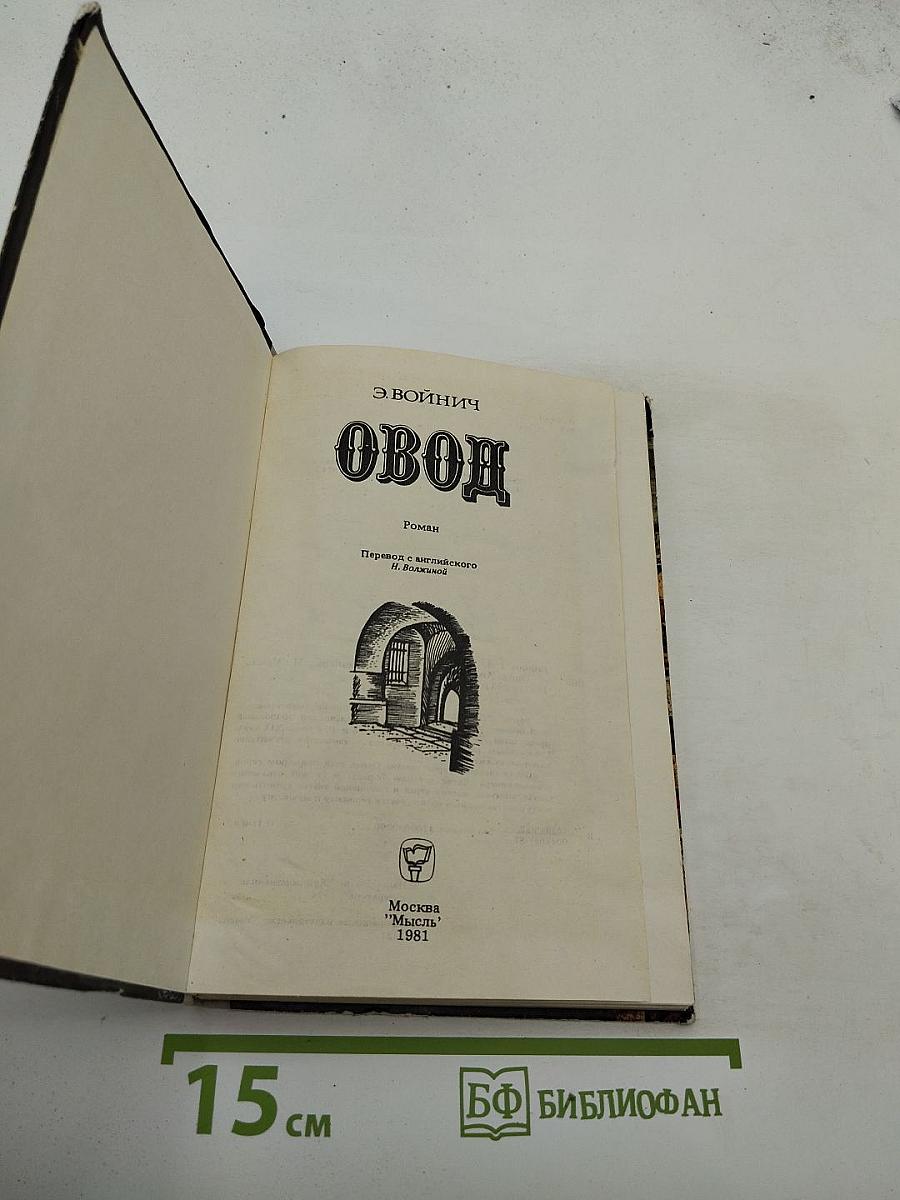 Э. ВОЙНИЧ
ОВОД
Роман
Перевод с английского
Н. Волжиной
Москва
"Мысль'
1981
15 см
БФ БИБЛИОФАН